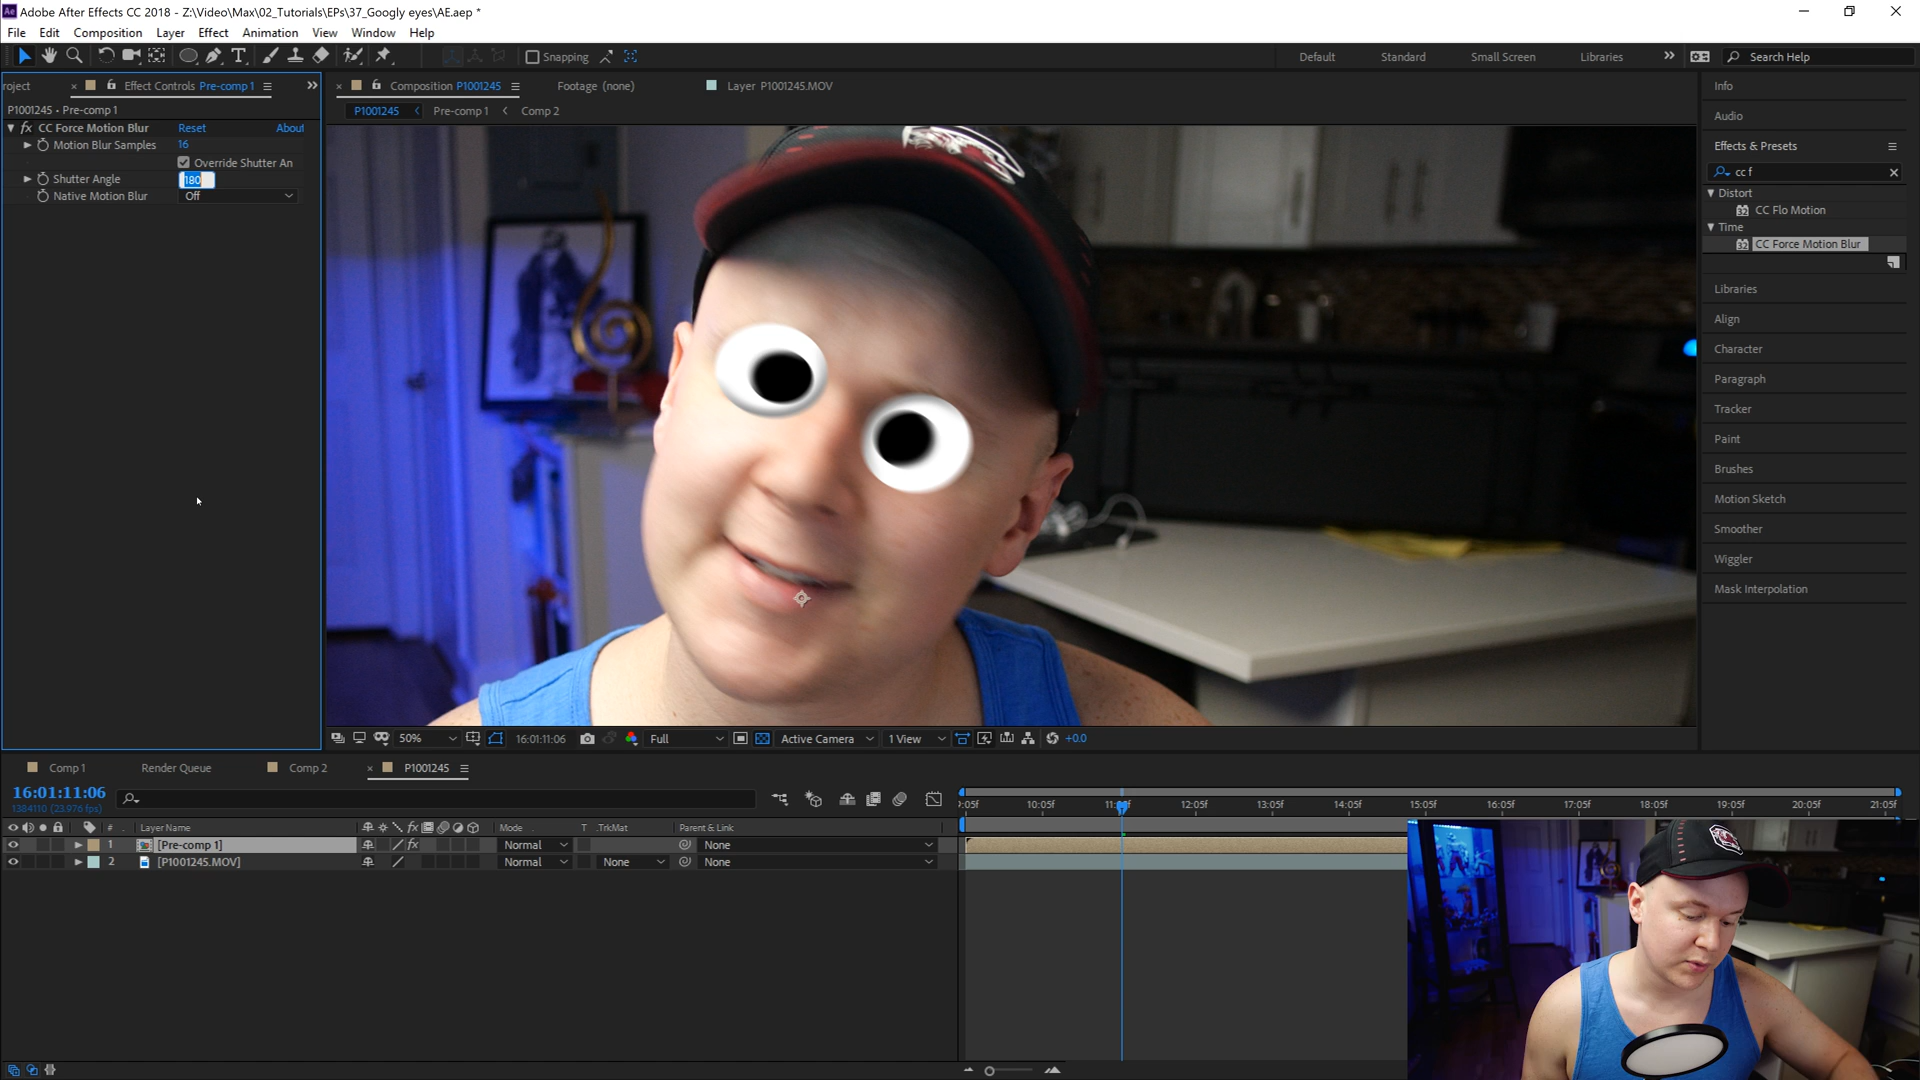 Adobe After Effects CC 2018 - Z:\Video\Max\02_Tutorials\EPs\37_Googly eyes\AE.aep *
File Edit Composition Layer Effect Animation View Window Help
Snapping
Default Standard Small Screen Libraries
Search Help
roject
Effect Controls Pre-comp 1
P1001245 • Pre-comp 1
CC Force Motion Blur Reset About
Motion Blur Samples 16
Override Shutter An
Shutter Angle 180
Native Motion Blur Off
Composition P1001245
Footage (none)
Layer P1001245.MOV
P1001245 Pre-comp 1 Comp 2
50%
16:01:11:06
Full
Active Camera
1 View
+0.0
Info
Audio
Effects & Presets
cc f
Distort
CC Flo Motion
Time
CC Force Motion Blur
Libraries
Align
Character
Paragraph
Tracker
Paint
Brushes
Motion Sketch
Smoother
Wiggler
Mask Interpolation
Comp 1 Render Queue Comp 2 P1001245
16:01:11:06
1384110 (23.976 fps)
10:05f 12:05f 13:05f 14:05f 15:05f 16:05f 17:05f 18:05f 19:05f 20:05f 21:05f
# Layer Name Mode T .TrkMat Parent & Link
1 [Pre-comp 1] Normal None
2 [P1001245.MOV] Normal None None